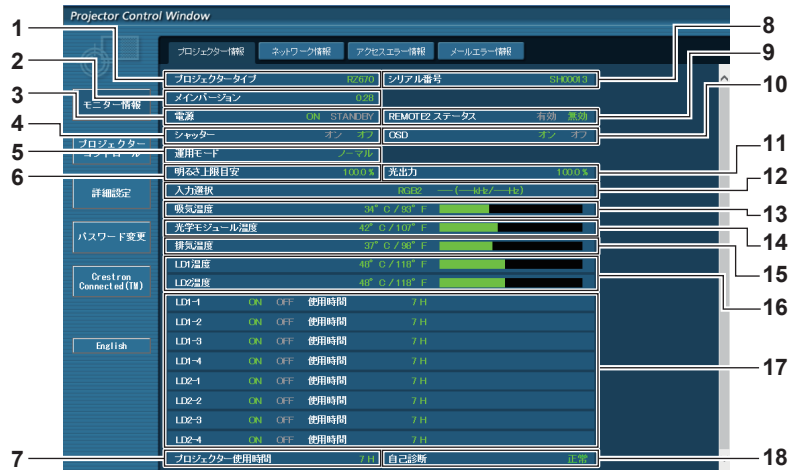 Projector Control Window
プロジェクター情報 ネットワーク情報 アクセスエラー情報 メールエラー情報
モニター情報
プロジェクター
コントロール
詳細設定
パスワード変更
Crestron
Connected(TM)
English
プロジェクタータイプ RZ670 シリアル番号 SH00013
メインバージョン 0.28
電源 ON STANDBY REMOTE2 ステータス 有効 無効
シャッター オン オフ OSD オン オフ
運用モード ノーマル
明るさ上限目安 100.0 % 光出力 100.0 %
入力選択 RGB2 ---(---kHz/---Hz)
吸気温度 34° C / 93° F
光学モジュール温度 42° C / 107° F
排気温度 37° C / 98° F
LD1温度 48° C / 118° F
LD2温度 48° C / 118° F
LD1-1 ON OFF 使用時間 7 H
LD1-2 ON OFF 使用時間 7 H
LD1-3 ON OFF 使用時間 7 H
LD1-4 ON OFF 使用時間 7 H
LD2-1 ON OFF 使用時間 7 H
LD2-2 ON OFF 使用時間 7 H
LD2-3 ON OFF 使用時間 7 H
LD2-4 ON OFF 使用時間 7 H
プロジェクター使用時間 7 H 自己診断 正常
1
2
3
4
5
6
7
8
9
10
11
12
13
14
15
16
17
18